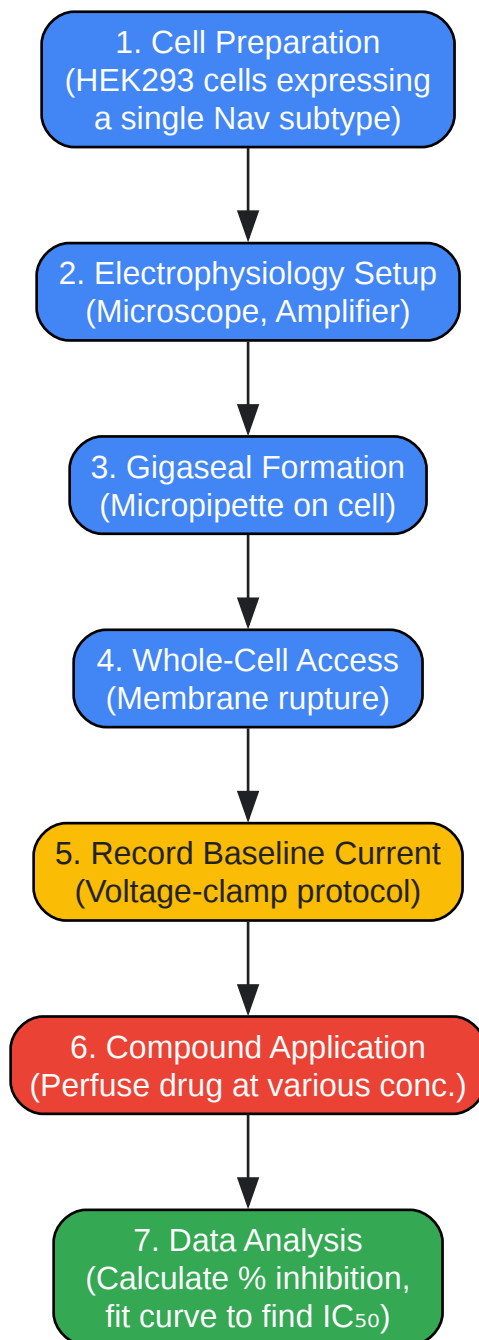 1. Cell Preparation
(HEK293 cells expressing
a single Nav subtype)
2. Electrophysiology Setup
(Microscope, Amplifier)
3. Gigaseal Formation
(Micropipette on cell)
4. Whole-Cell Access
(Membrane rupture)
5. Record Baseline Current
(Voltage-clamp protocol)
6. Compound Application
(Perfuse drug at various conc.)
7. Data Analysis
(Calculate % inhibition,
fit curve to find IC₅₀)